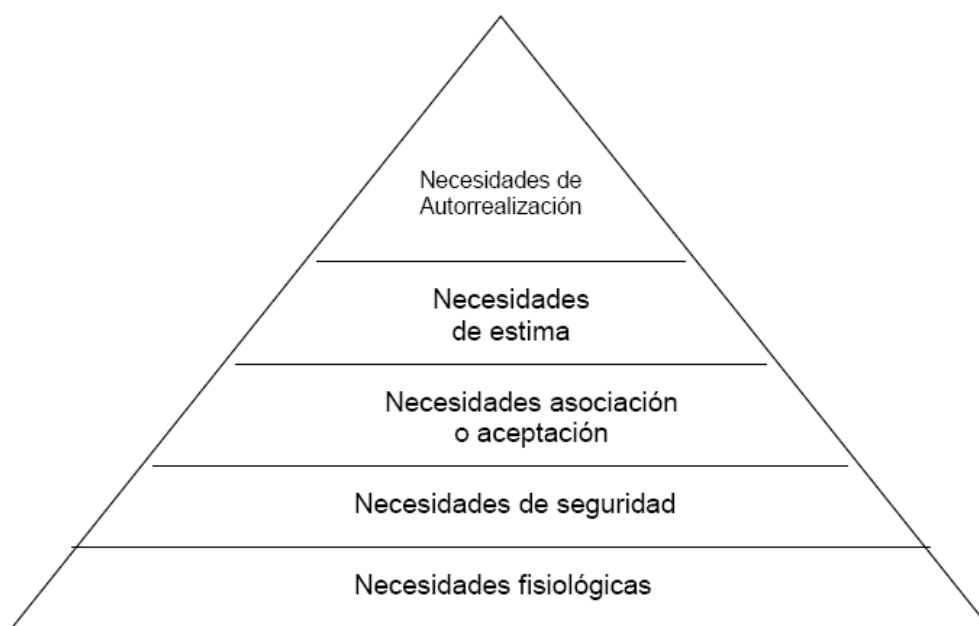 Necesidades de
Autorrealización
Necesidades
de estima
Necesidades asociación
o aceptación
Necesidades de seguridad
Necesidades fisiológicas